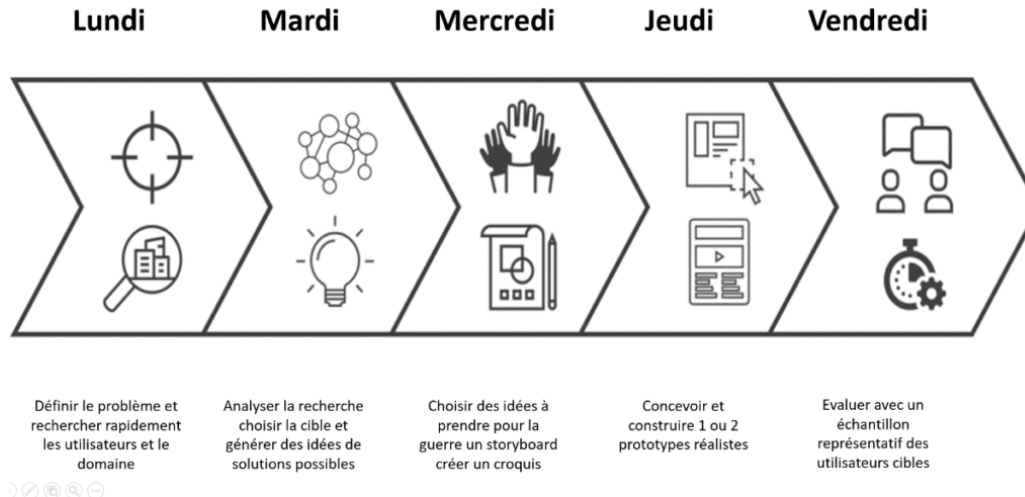 Lundi
Mardi
Mercredi
Jeudi
Vendredi
Définir le problème et
rechercher rapidement
les utilisateurs et le
domaine
Analyser la recherche
choisir la cible et
générer des idées de
solutions possibles
Choisir des idées à
prendre pour la
guerre un storyboard
créer un croquis
Concevoir et
construire 1 ou 2
prototypes réalistes
Evaluer avec un
échantillon
représentatif des
utilisateurs cibles